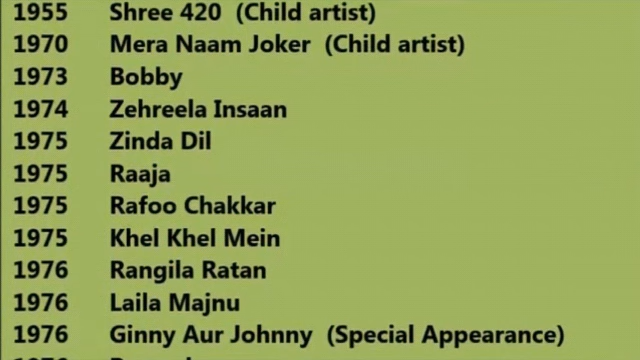 1955 Shree 420 (Child artist)
1970 Mera Naam Joker (Child artist)
1973 Bobby
1974 Zehreela Insaan
1975 Zinda Dil
1975 Raaja
1975 Rafoo Chakkar
1975 Khel Khel Mein
1976 Rangila Ratan
1976 Laila Majnu
1976 Ginny Aur Johnny (Special Appearance)